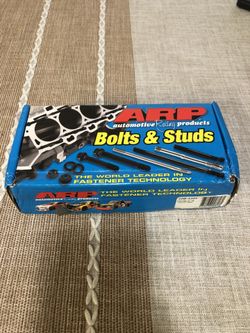 ARP
automotive Racing products
Bolts & Studs
THE WORLD LEADER IN
FASTENER TECHNOLOGY
ARP
THE WORLD LEADER IN
FASTENER TECHNOLOGY